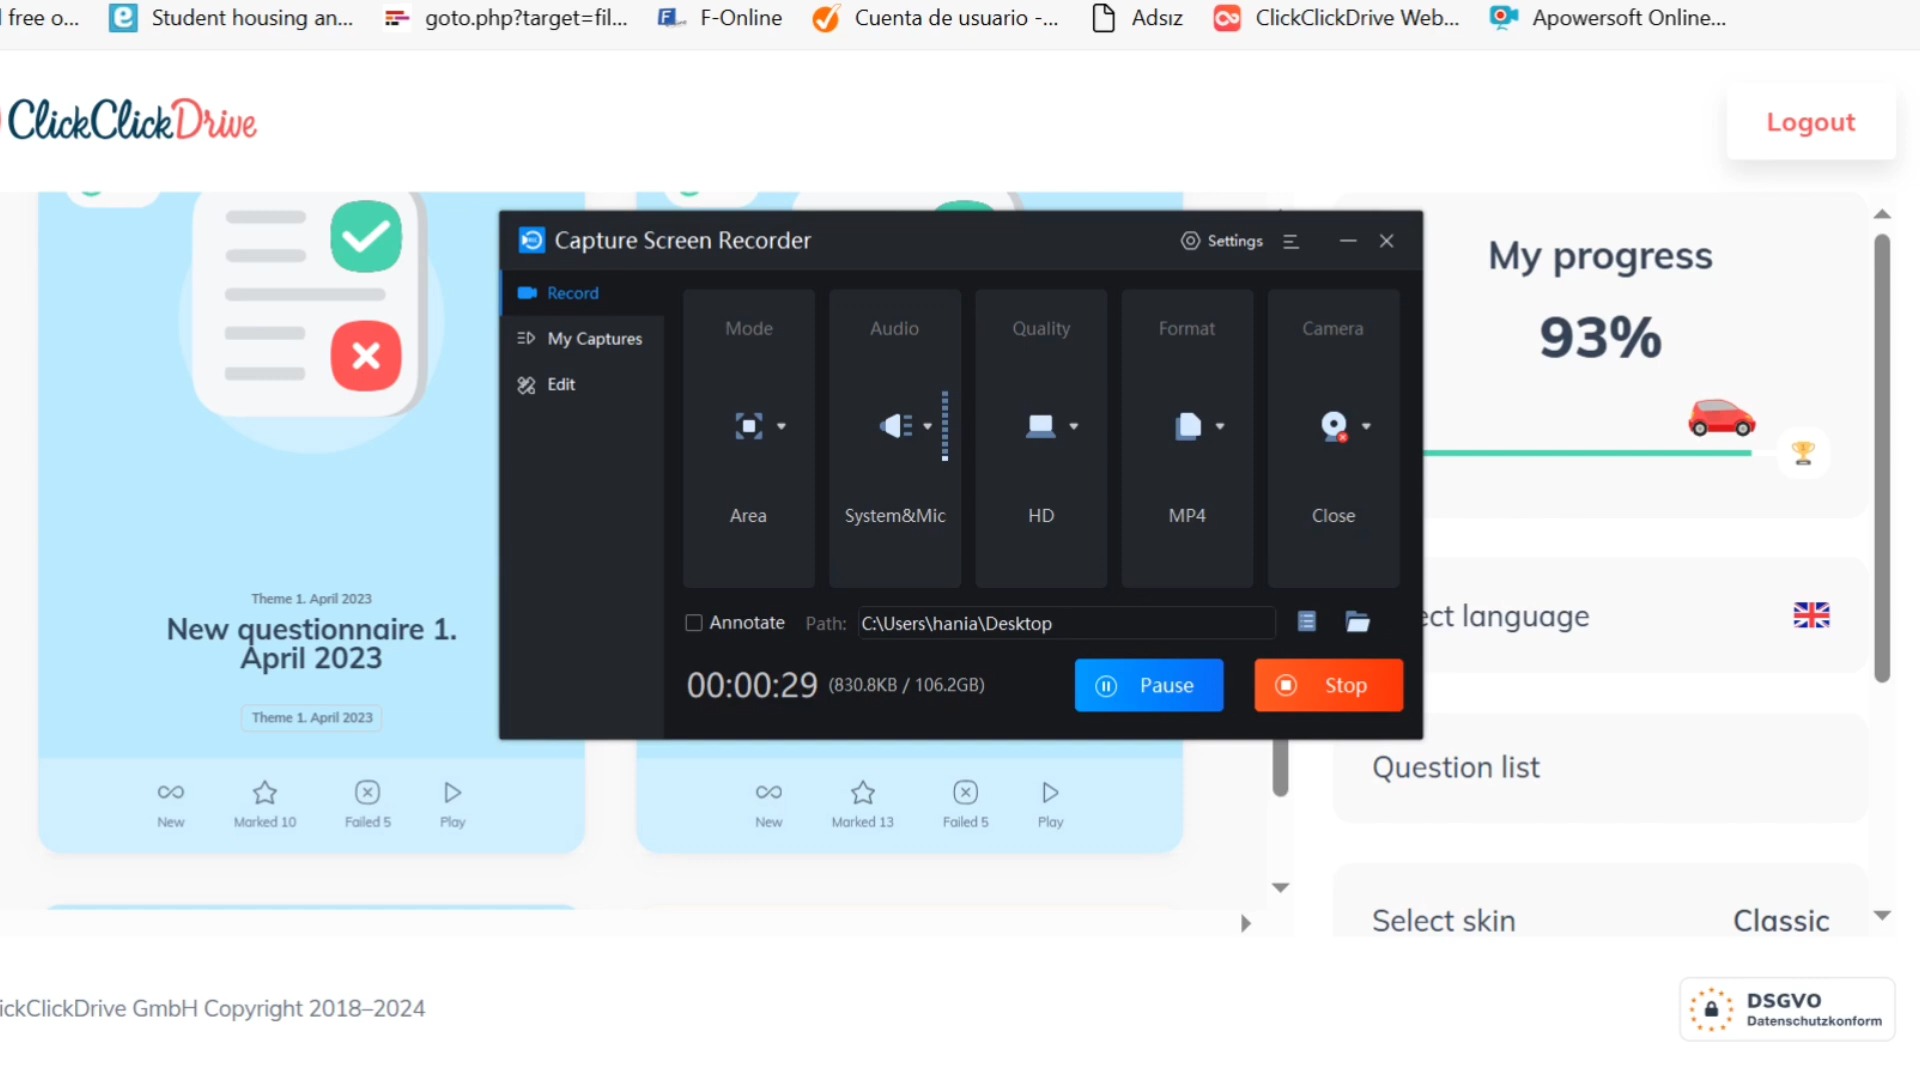 free o...
Student housing an...
goto.php?target=fil...
F-Online
Cuenta de usuario -...
Adsız
ClickClickDrive Web...
Apowersoft Online...
ClickClickDrive
Logout
Capture Screen Recorder
Settings
Record
My Captures
Edit
Mode
Audio
Quality
Format
Camera
Area
System&Mic
HD
MP4
Close
Annotate
Path:
C:\Users\hania\Desktop
00:00:29
(830.8KB / 106.2GB)
Pause
Stop
Theme 1. April 2023
New questionnaire 1.
April 2023
Theme 1. April 2023
New
Marked 10
Failed 5
Play
New
Marked 13
Failed 5
Play
My progress
93%
ect language
Question list
Select skin
Classic
ickClickDrive GmbH Copyright 2018–2024
DSGVO
Datenschutzkonform